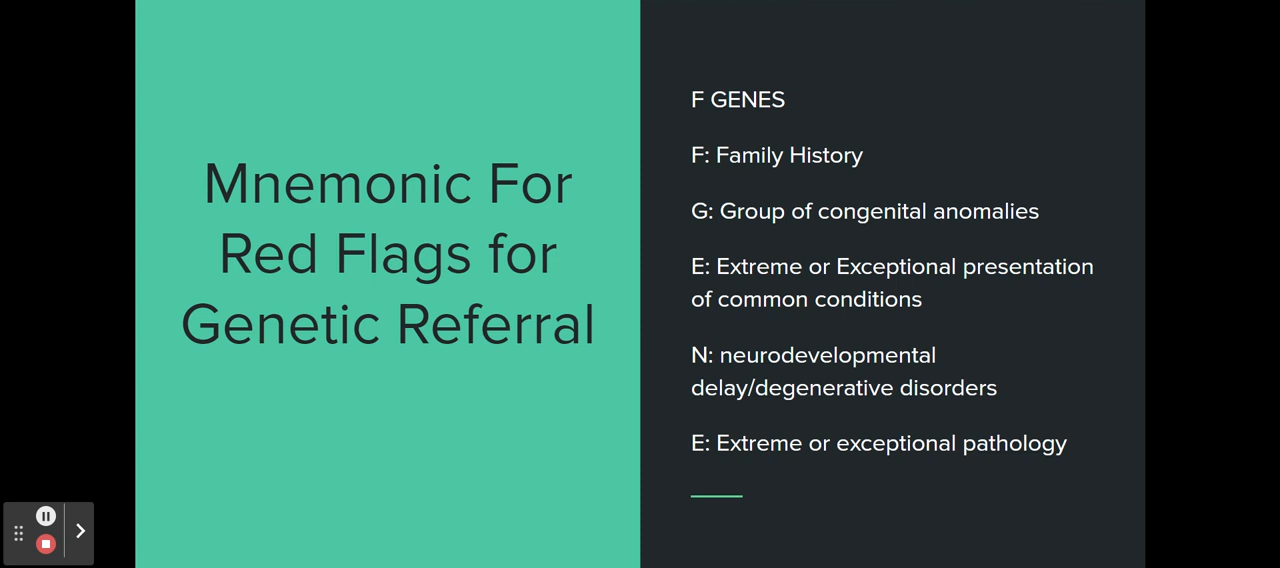 Mnemonic For
Red Flags for
Genetic Referral
F GENES
F: Family History
G: Group of congenital anomalies
E: Extreme or Exceptional presentation
of common conditions
N: neurodevelopmental
delay/degenerative disorders
E: Extreme or exceptional pathology